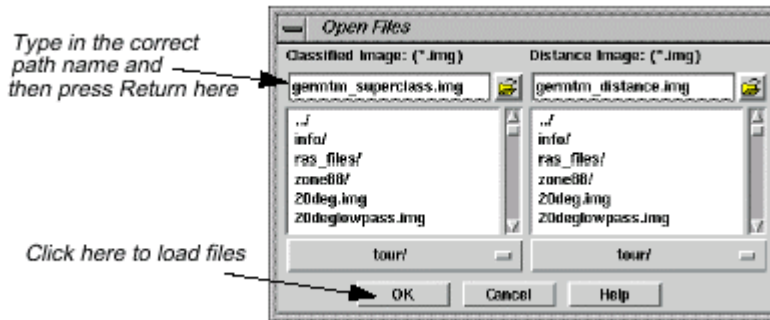 Open Files
Type in the correct
path name and
then press Return here
Classified Image: (*.img)
Distance Image: (*.img)
germtm_superclass.img
germtm_distance.img
../
info/
ras_files/
zone88/
20deg.img
20deglowpass.img
../
info/
ras_files/
zone88/
20deg.img
20deglowpass.img
tour/
tour/
Click here to load files
OK
Cancel
Help